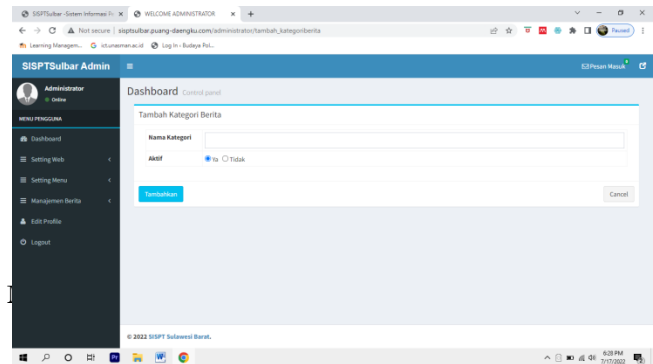 SISPTSulbar -Sistem Informasi Fi
WELCOME ADMINISTRATOR
Not secure | sisptsulbar.puang-daengku.com/administrator/tambah_kategoriberita
Paused
Learning Managem...
ict.unasman.ac.id
Log In - Budaya Pol...
SISPTSulbar Admin
Pesan Masuk
Administrator
Online
Dashboard Control panel
MENU PENGGUNA
Tambah Kategori Berita
Dashboard
Nama Kategori
Setting Web
Aktif
Ya
Tidak
Setting Menu
Manajemen Berita
Tambahkan
Cancel
Edit Profile
Logout
© 2022 SISPT Sulawesi Barat.
6:28 PM
7/17/2022